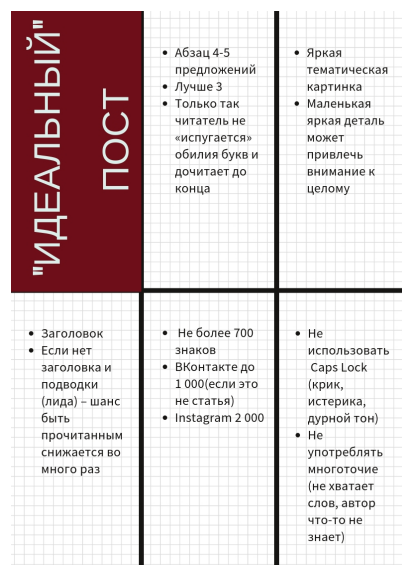 "ИДЕАЛЬНЫЙ"
ПОСТ
• Абзац 4-5
предложений
• Лучше 3
• Только так
читатель не
«испугается»
обилия букв и
дочитает до
конца
• Яркая
тематическая
картинка
• Маленькая
яркая деталь
может
привлечь
внимание к
целому
• Заголовок
• Если нет
заголовка и
подводки
(лида) – шанс
быть
прочитанным
снижается во
много раз
• Не более 700
знаков
• ВКонтакте до
1 000(если это
не статья)
• Instagram 2 000
• Не
использовать
Caps Lock
(крик,
истерика,
дурной тон)
• Не
употреблять
многоточие
(не хватает
слов, автор
что-то не
знает)